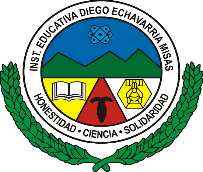 INST. EDUCATIVA DIEGO ECHAVARRIA MISAS
HONESTIDAD • CIENCIA • SOLIDARIDAD